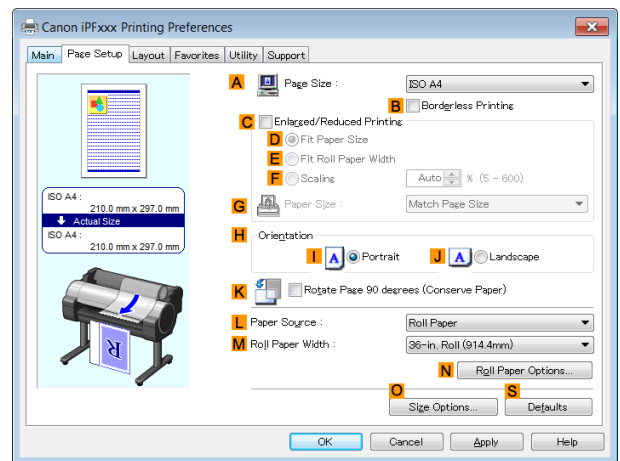 Canon iPFxxx Printing Preferences
Main Page Setup Layout Favorites Utility Support
A Page Size : ISO A4
B Borderless Printing
C Enlarged/Reduced Printing
D Fit Paper Size
E Fit Roll Paper Width
F Scaling Auto % (5 - 600)
G Paper Size : Match Page Size
ISO A4 :
210.0 mm x 297.0 mm
Actual Size
ISO A4 :
210.0 mm x 297.0 mm
H Orientation
I A Portrait J A Landscape
K Rotate Page 90 degrees (Conserve Paper)
L Paper Source : Roll Paper
M Roll Paper Width : 36-in. Roll (914.4mm)
R
N Roll Paper Options...
O S
Size Options... Defaults
OK Cancel Apply Help